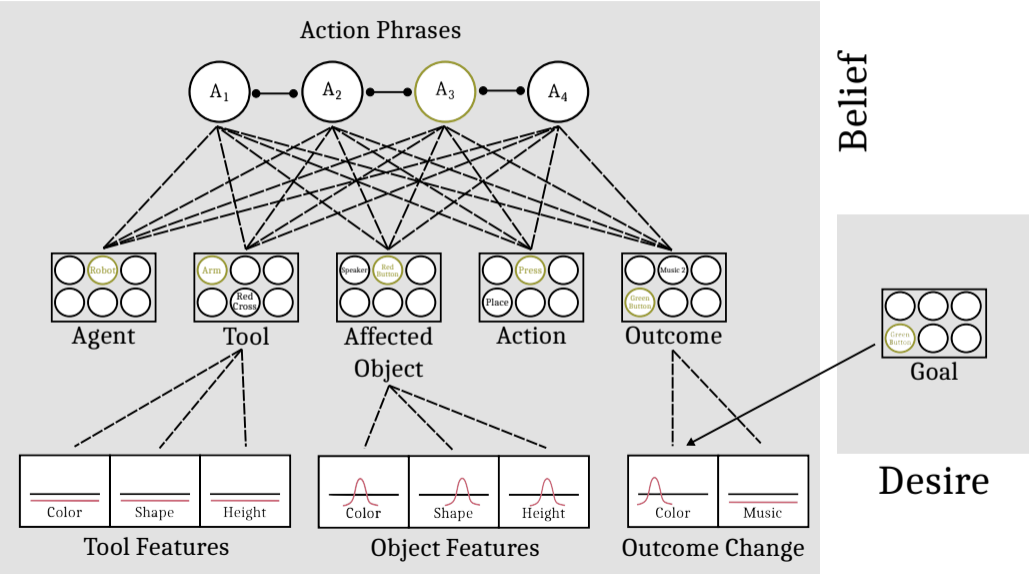 Action Phrases
A1 A2 A3 A4
Belief
Robot
Arm
Red
Cross
Speaker
Red
Button
Press
Place
Music 2
Green
Button
Green
Button
Agent
Tool
Affected
Object
Action
Outcome
Goal
Desire
Color Shape Height
Color Shape Height
Color Music
Tool Features
Object Features
Outcome Change